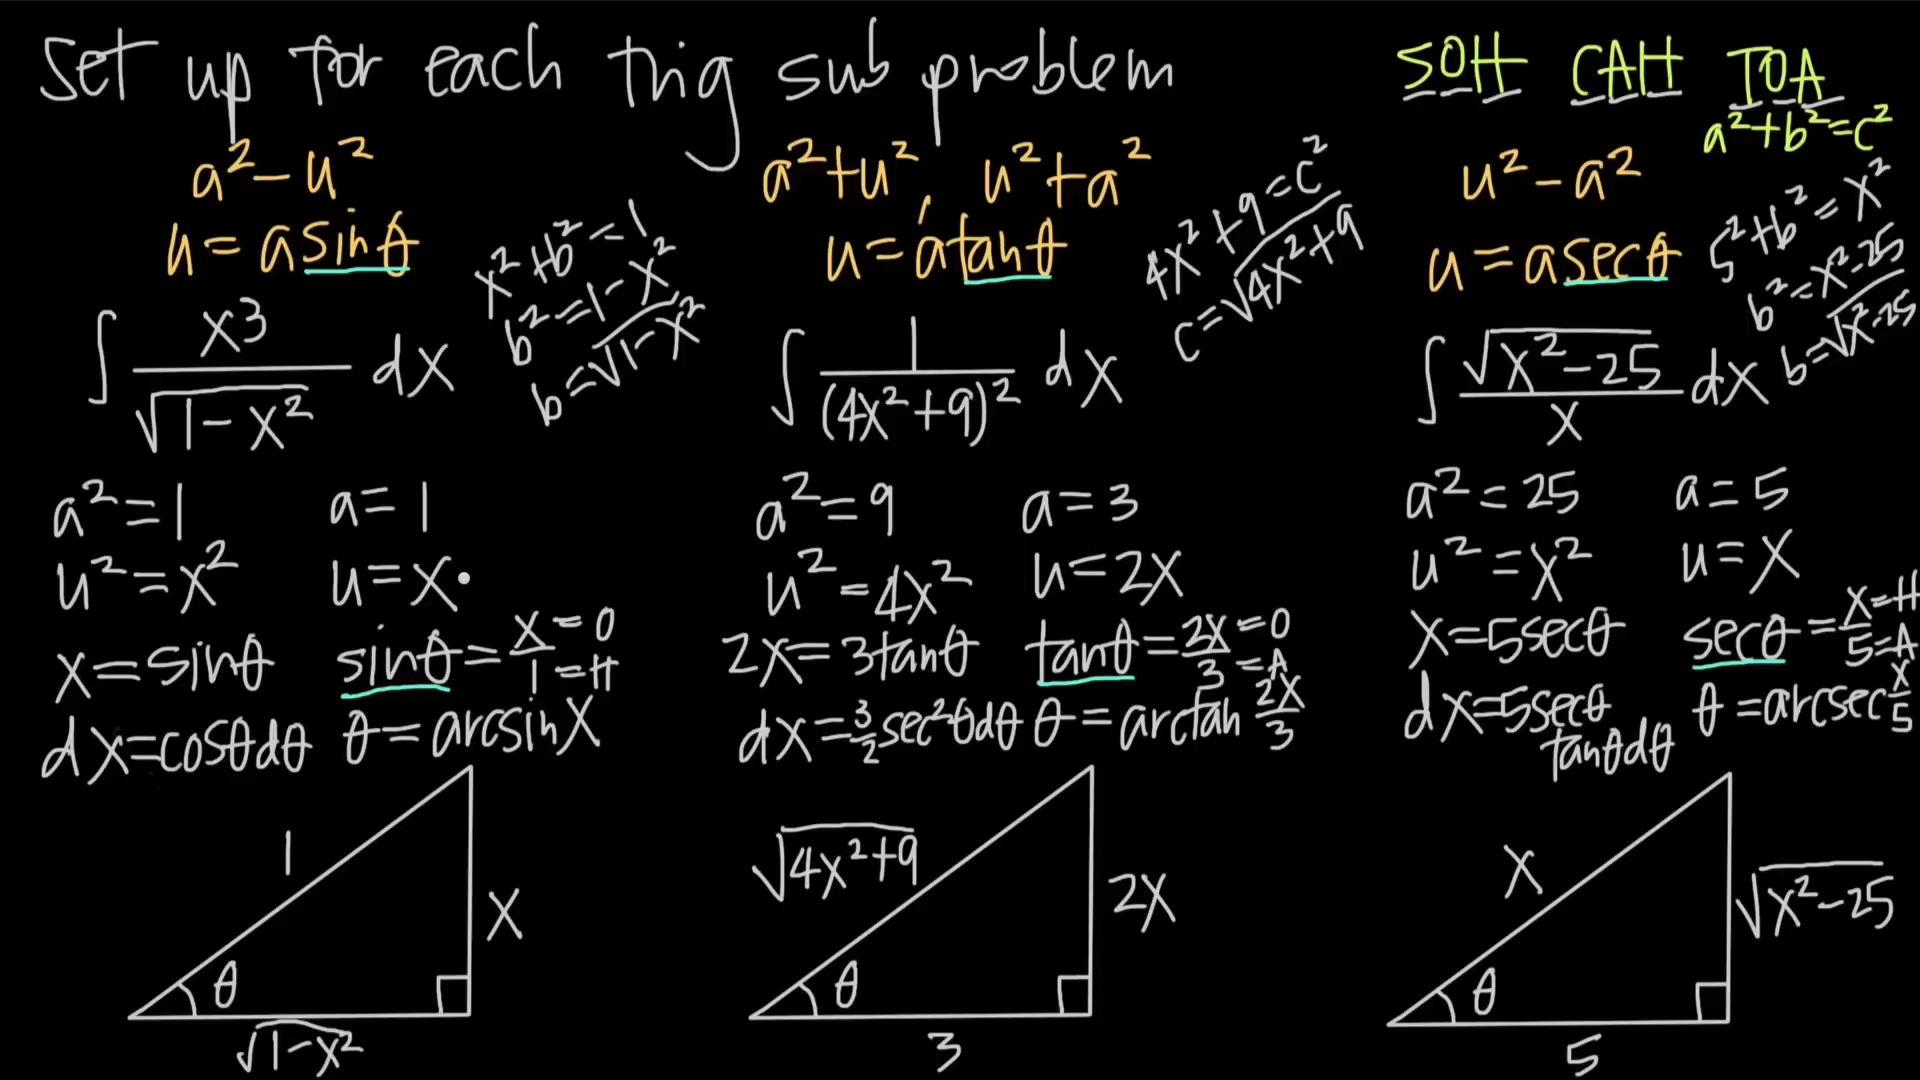 Set up for each trig sub problem
SOH CAH TOA
a²+b²=c²
a²-u²
u=asinθ
x²+b²=1
b²=1-x²
b=√1-x²
∫ x3/√1-x² dx
a²=1 a=1
u²=x² u=x
x=sinθ sinθ=x/1 =O =H
dx=cosθdθ θ=arcsinx
1
x
θ
√1-x²
a²+u², u²+a²
u=atanθ
4x²+9=c²
c=√4x²+9
∫ 1/(4x²+9)² dx
a²=9 a=3
u²=4x² u=2x
2x=3tanθ tanθ=2x/3 =O =A
dx=3/2 sec²θdθ θ=arctan 2x/3
√4x²+9
2x
θ
3
u²-a²
u=asecθ
5²+b²=x²
b²=x²-25
b=√x²-25
∫ √x²-25/x dx
a²=25 a=5
u²=x² u=x
x=5secθ secθ=x/5 =H =A
dx=5secθ θ=arcsec x/5
tanθdθ
x
√x²-25
θ
5